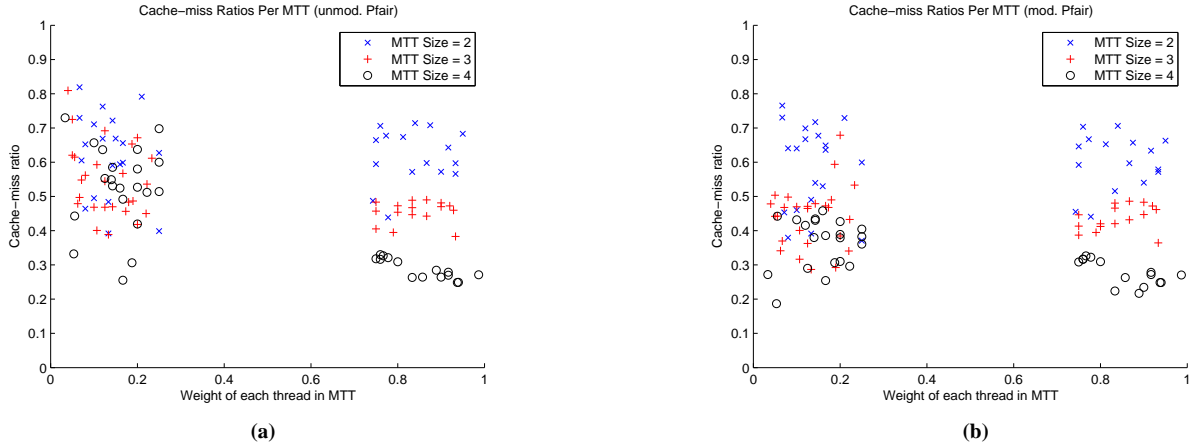 Cache-miss Ratios Per MTT (unmod. Pfair)
1
0.9
0.8
0.7
0.6
0.5
0.4
0.3
0.2
0.1
0
Cache-miss ratio
MTT Size = 2
MTT Size = 3
MTT Size = 4
0 0.2 0.4 0.6 0.8 1
Weight of each thread in MTT
(a)
Cache-miss Ratios Per MTT (mod. Pfair)
1
0.9
0.8
0.7
0.6
0.5
0.4
0.3
0.2
0.1
0
Cache-miss ratio
MTT Size = 2
MTT Size = 3
MTT Size = 4
0 0.2 0.4 0.6 0.8 1
Weight of each thread in MTT
(b)